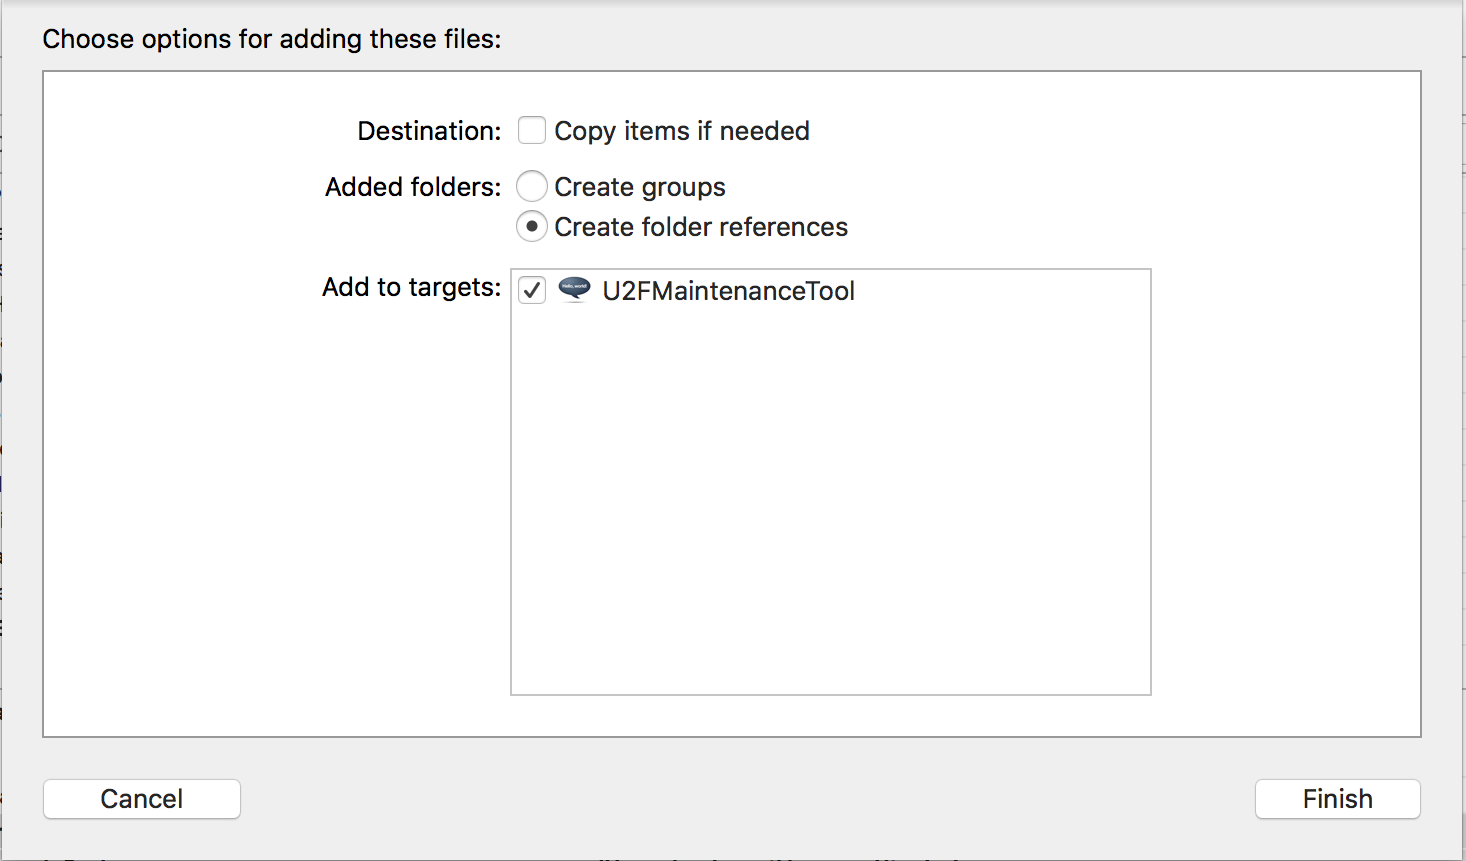 Choose options for adding these files:
Destination: Copy items if needed
Added folders: Create groups
Create folder references
Add to targets: U2FMaintenanceTool
Cancel Finish